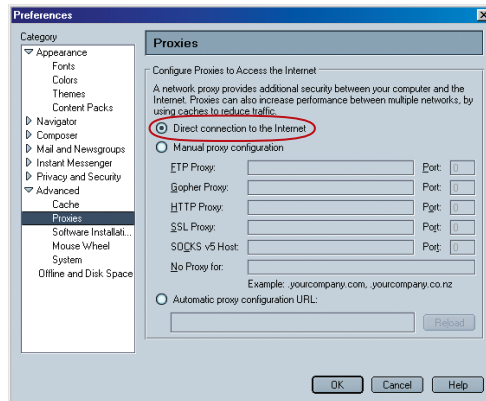 Preferences
Category
Appearance
Fonts
Colors
Themes
Content Packs
Navigator
Composer
Mail and Newsgroups
Instant Messenger
Privacy and Security
Advanced
Cache
Proxies
Software Installati...
Mouse Wheel
System
Offline and Disk Space
Proxies
Configure Proxies to Access the Internet
A network proxy provides additional security between your computer and the
Internet. Proxies can also increase performance between multiple networks, by
using caches to reduce traffic.
Direct connection to the Internet
Manual proxy configuration
FTP Proxy: Port: 0
Gopher Proxy: Port: 0
HTTP Proxy: Port: 0
SSL Proxy: Port: 0
SOCKS v5 Host: Port: 0
No Proxy for:
Example: .yourcompany.com, .yourcompany.co.nz
Automatic proxy configuration URL:
Reload
OK Cancel Help